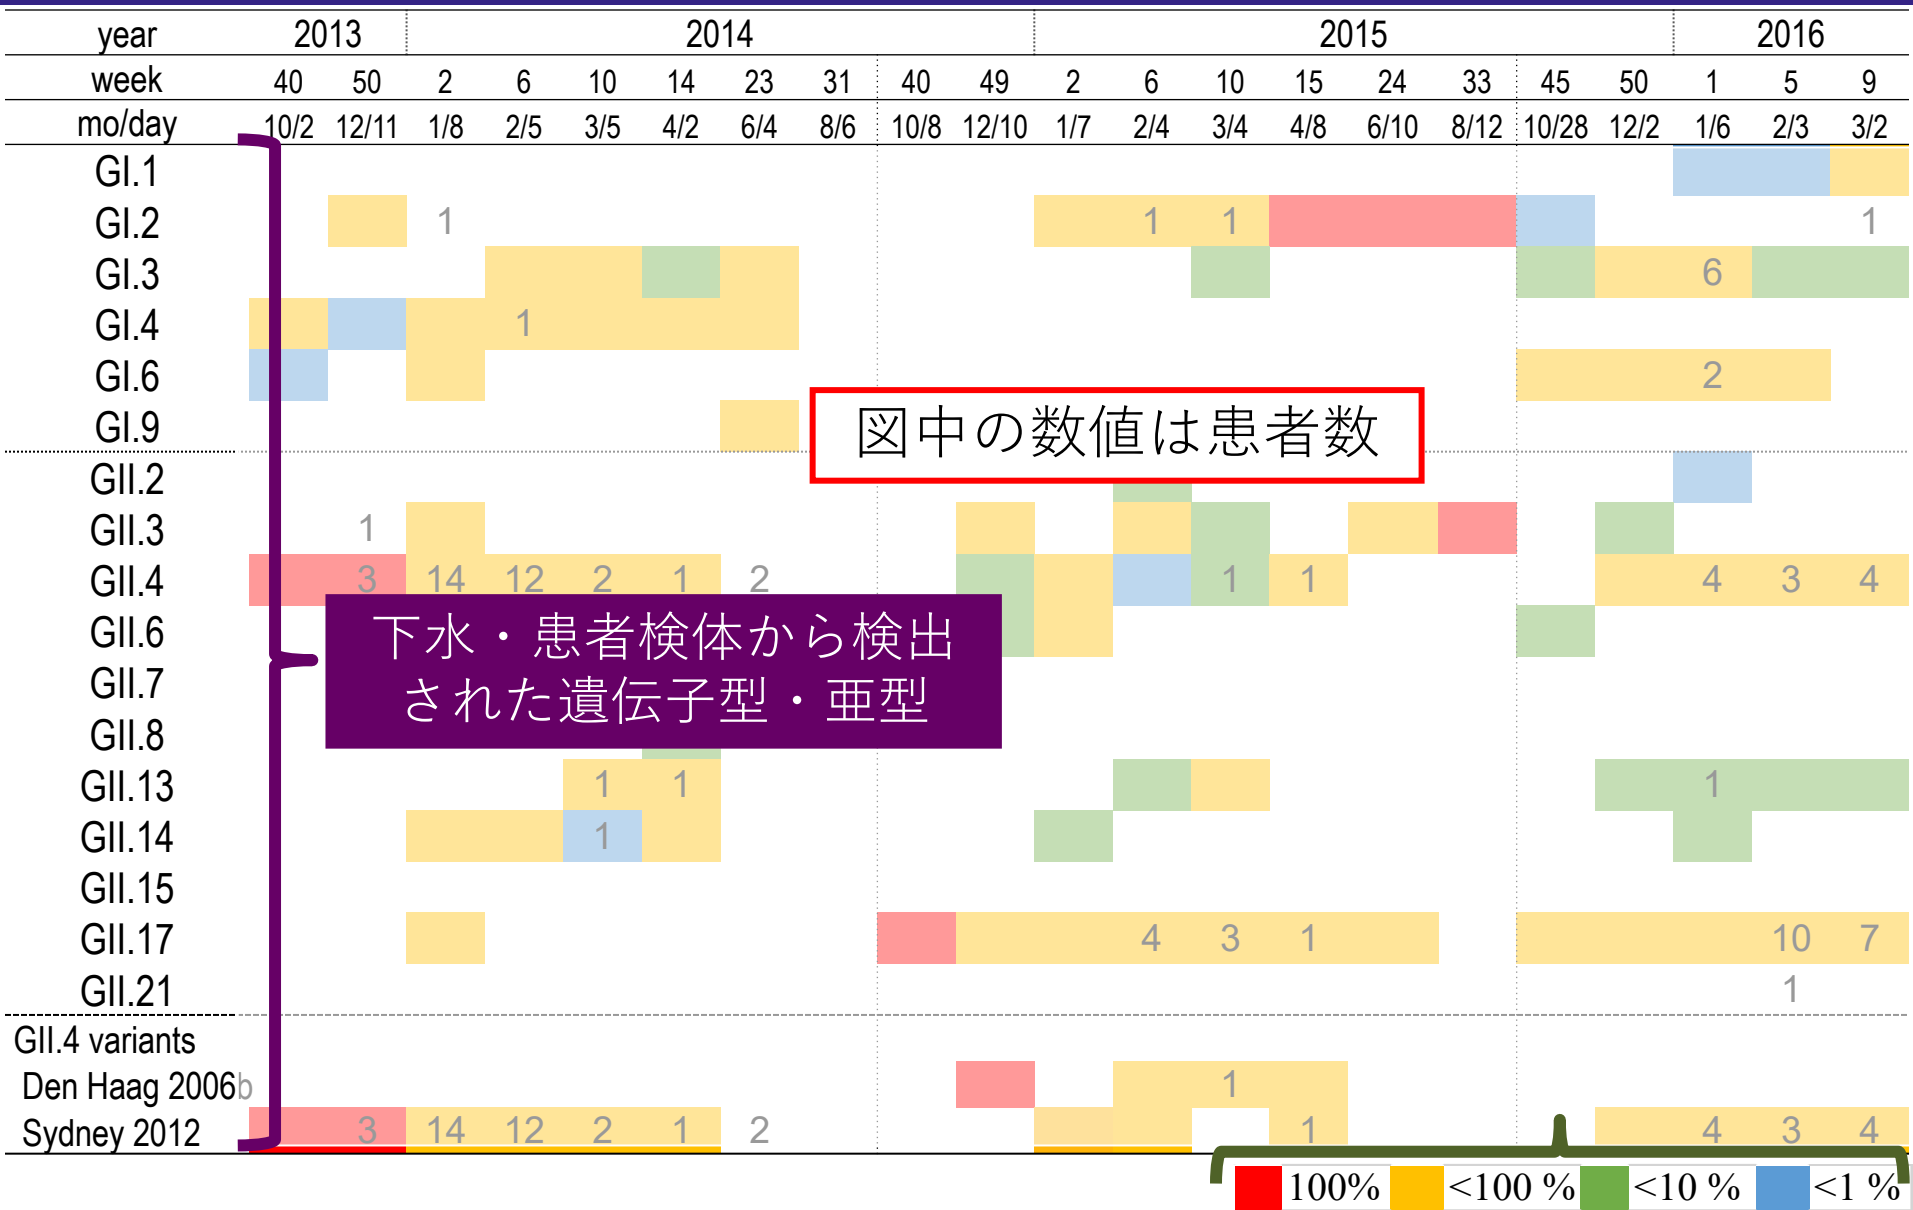 year 2013 2014 2015 2016
week 40 50 2 6 10 14 23 31 40 49 2 6 10 15 24 33 45 50 1 5 9
mo/day 10/2 12/11 1/8 2/5 3/5 4/2 6/4 8/6 10/8 12/10 1/7 2/4 3/4 4/8 6/10 8/12 10/28 12/2 1/6 2/3 3/2
GI.1
GI.2 1 1 1 1
GI.3 6
GI.4 1
GI.6 2
GI.9
図中の数値は患者数
GII.2
GII.3 1
GII.4 3 14 12 2 1 2 1 1 4 3 4
GII.6
下水・患者検体から検出
された遺伝子型・亜型
GII.7
GII.8
GII.13 1 1 1
GII.14 1
GII.15
GII.17 4 3 1 10 7
GII.21 1
GII.4 variants
Den Haag 2006b 1
Sydney 2012 3 14 12 2 1 2 1 4 3 4
100% <100 % <10 % <1 %